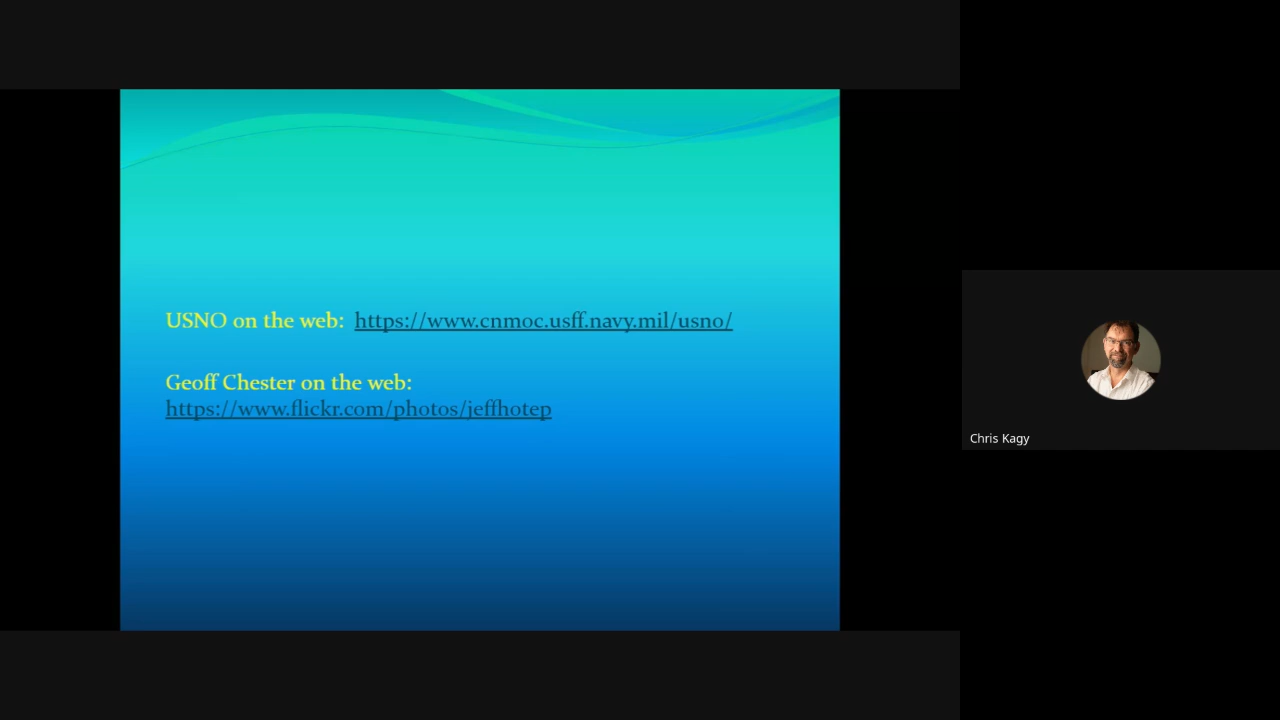 USNO on the web: https://www.cnmoc.usff.navy.mil/usno/
Geoff Chester on the web:
https://www.flickr.com/photos/jeffhotep
Chris Kagy